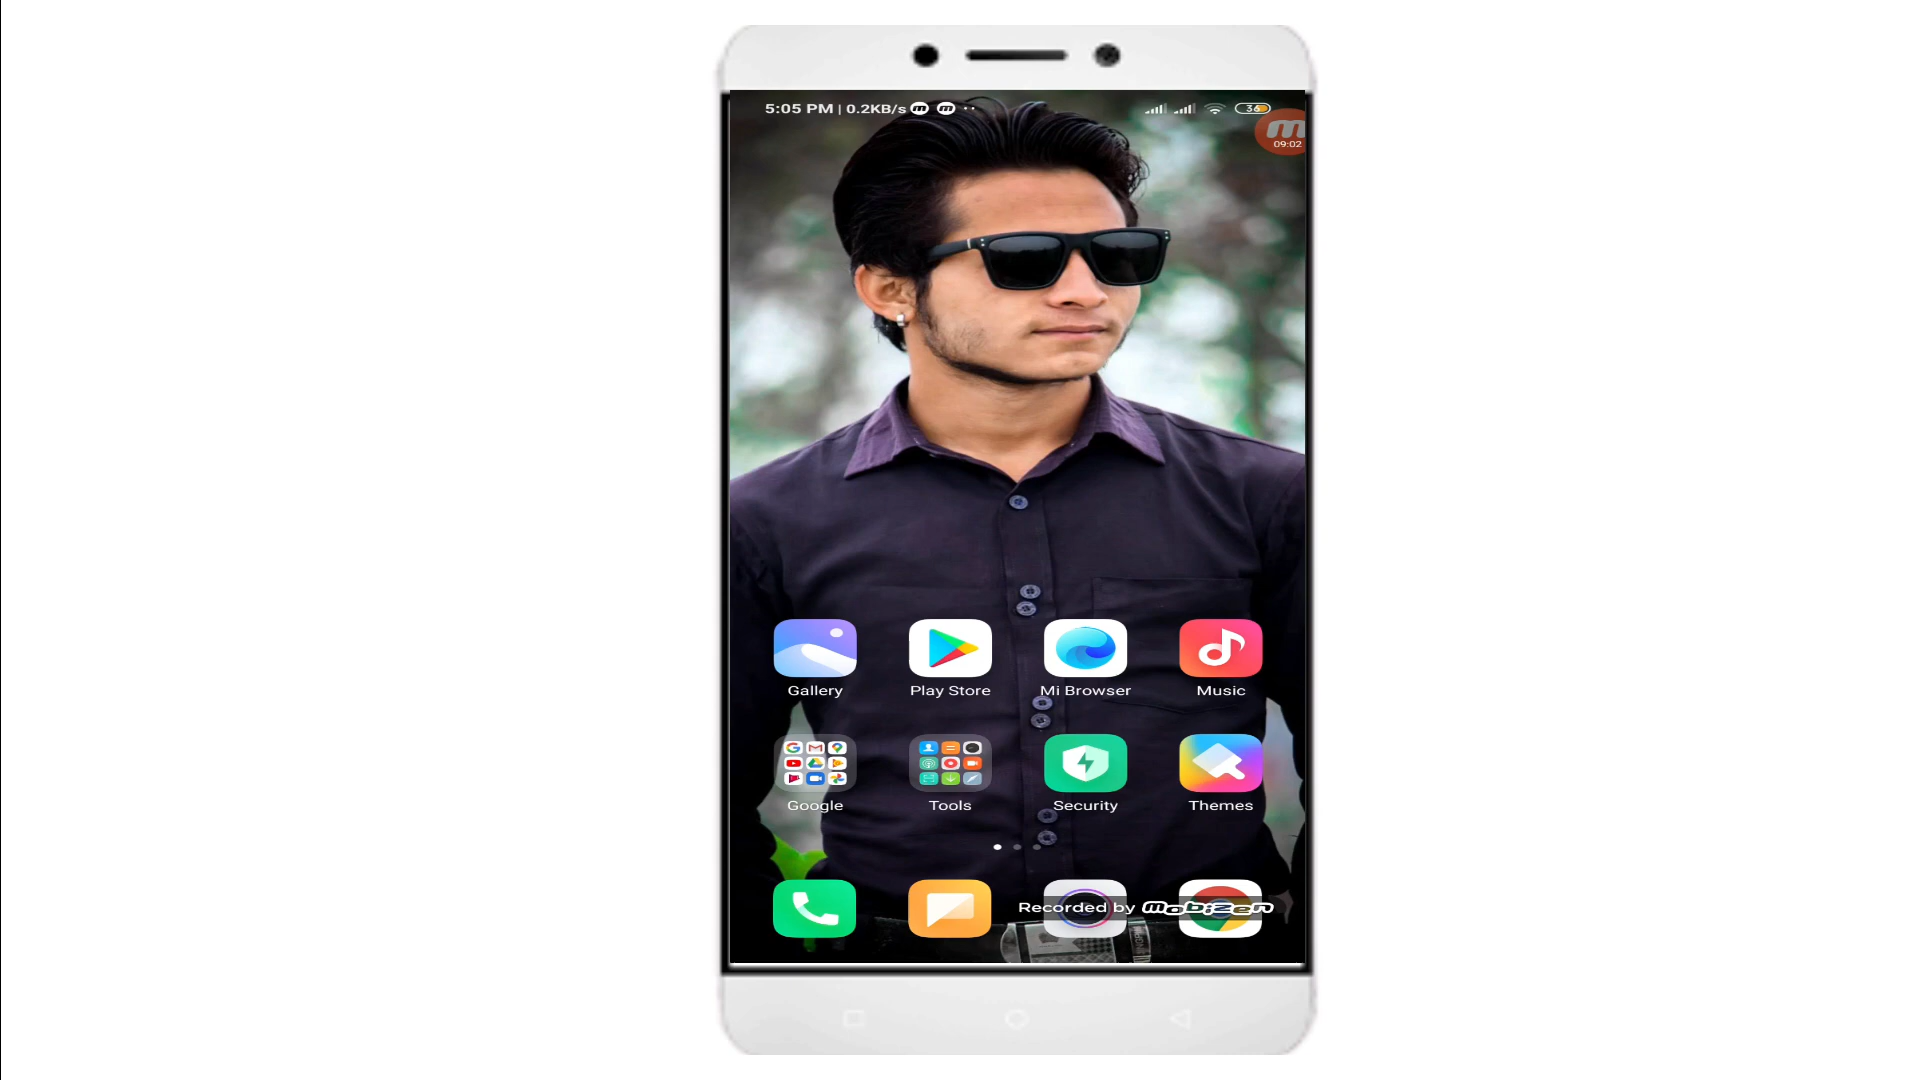 5:05 PM | 0.2KB/s
36
09:02
Gallery
Play Store
Mi Browser
Music
Google
Tools
Security
Themes
Recorded by mobizen